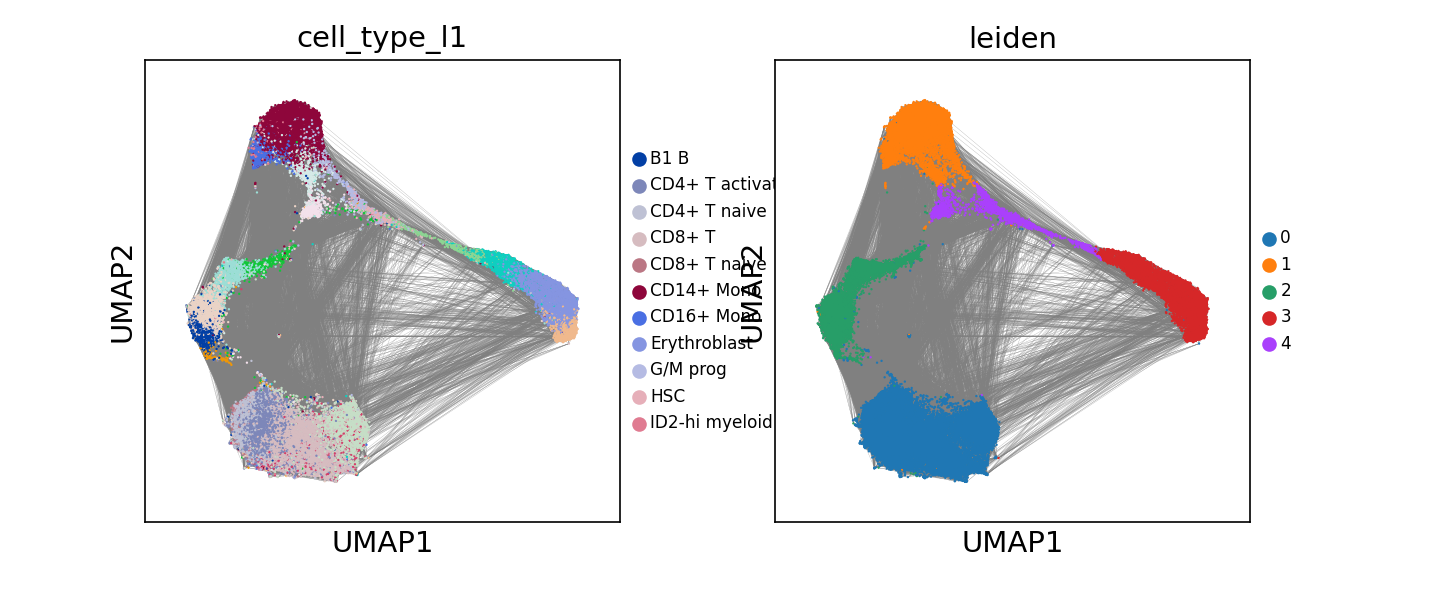 cell_type_l1
leiden
UMAP2
UMAP1
B1 B
CD4+ T activat
CD4+ T naive
CD8+ T
CD8+ T naive
CD14+ Mono
CD16+ Mono
Erythroblast
G/M prog
HSC
ID2-hi myeloid
UMAP2
UMAP1
0
1
2
3
4